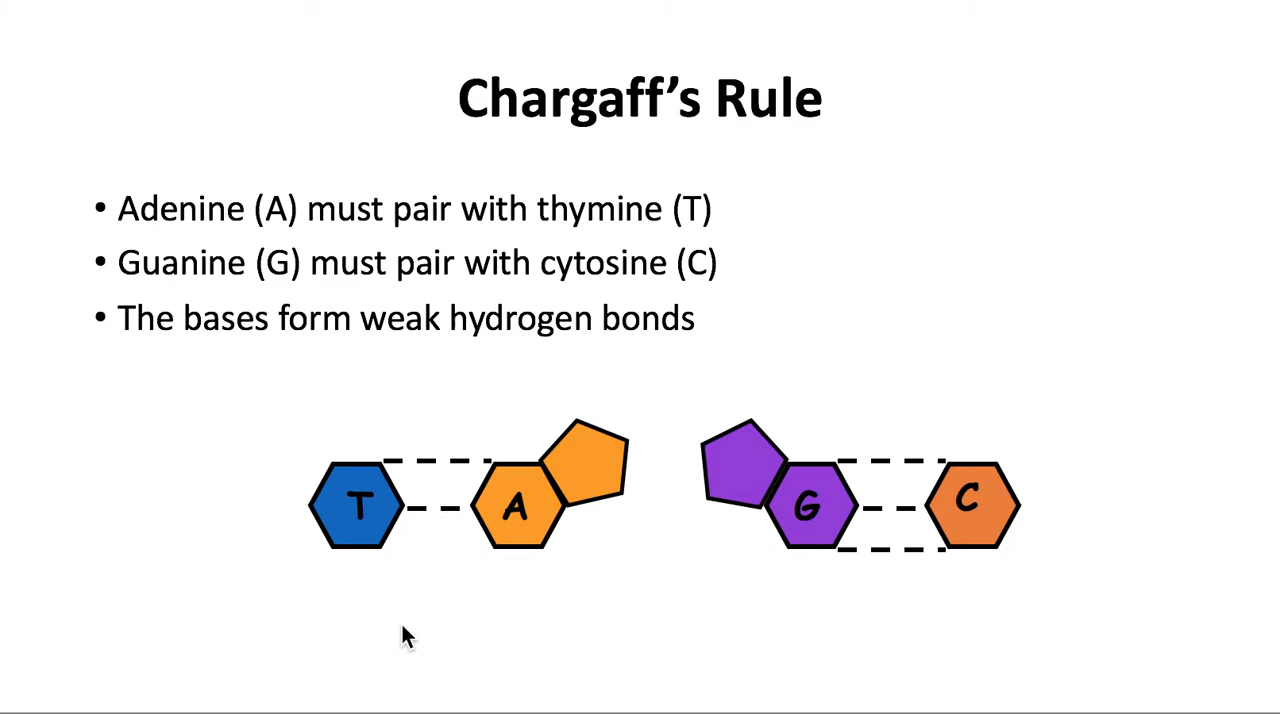 Chargaff’s Rule
• Adenine (A) must pair with thymine (T)
• Guanine (G) must pair with cytosine (C)
• The bases form weak hydrogen bonds
T A G C